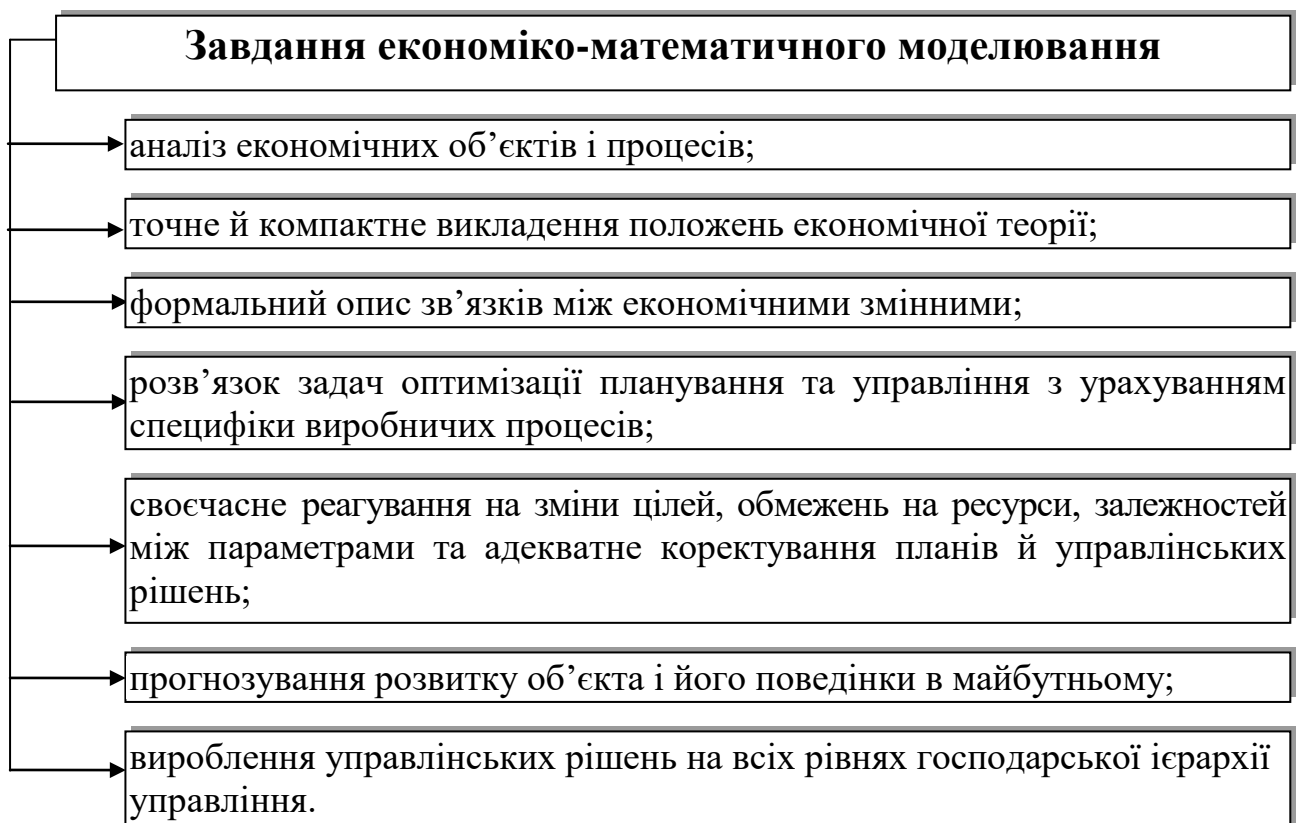 Завдання економіко-математичного моделювання
аналіз економічних об’єктів і процесів;
точне й компактне викладення положень економічної теорії;
формальний опис зв’язків між економічними змінними;
розв’язок задач оптимізації планування та управління з урахуванням
специфіки виробничих процесів;
своєчасне реагування на зміни цілей, обмежень на ресурси, залежностей
між параметрами та адекватне коректування планів й управлінських
рішень;
прогнозування розвитку об’єкта і його поведінки в майбутньому;
вироблення управлінських рішень на всіх рівнях господарської ієрархії
управління.